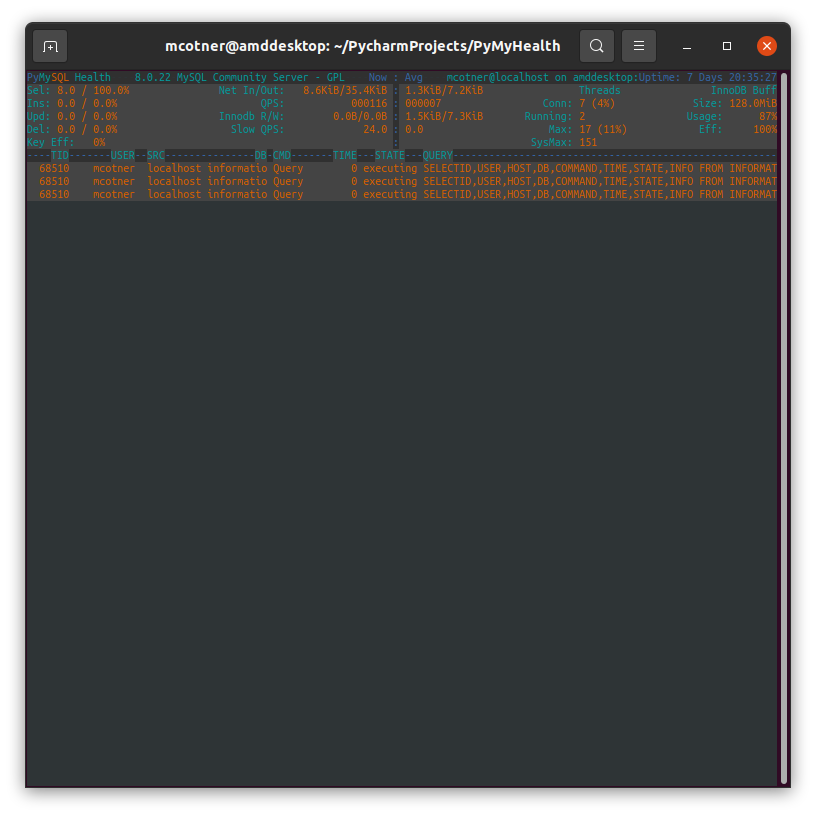 mcotner@amddesktop: ~/PycharmProjects/PyMyHealth
PyMySQL Health 8.0.22 MySQL Community Server - GPL Now : Avg mcotner@localhost on amddesktop:Uptime: 7 Days 20:35:27
Sel: 8.0 / 100.0% Net In/Out: 8.6KiB/35.4KiB : 1.3KiB/7.2KiB Threads InnoDB Buff
Ins: 0.0 / 0.0% QPS: 000116 : 000007 Conn: 7 (4%) Size: 128.0MiB
Upd: 0.0 / 0.0% Innodb R/W: 0.0B/0.0B : 1.5KiB/7.3KiB Running: 2 Usage: 87%
Del: 0.0 / 0.0% Slow QPS: 24.0 : 0.0 Max: 17 (11%) Eff: 100%
Key Eff: 0% : SysMax: 151
----TID-------USER--SRC---------------DB-CMD-------TIME---STATE---QUERY------------------------------------------------------
68510 mcotner localhost informatio Query 0 executing SELECTID,USER,HOST,DB,COMMAND,TIME,STATE,INFO FROM INFORMAT
68510 mcotner localhost informatio Query 0 executing SELECTID,USER,HOST,DB,COMMAND,TIME,STATE,INFO FROM INFORMAT
68510 mcotner localhost informatio Query 0 executing SELECTID,USER,HOST,DB,COMMAND,TIME,STATE,INFO FROM INFORMAT